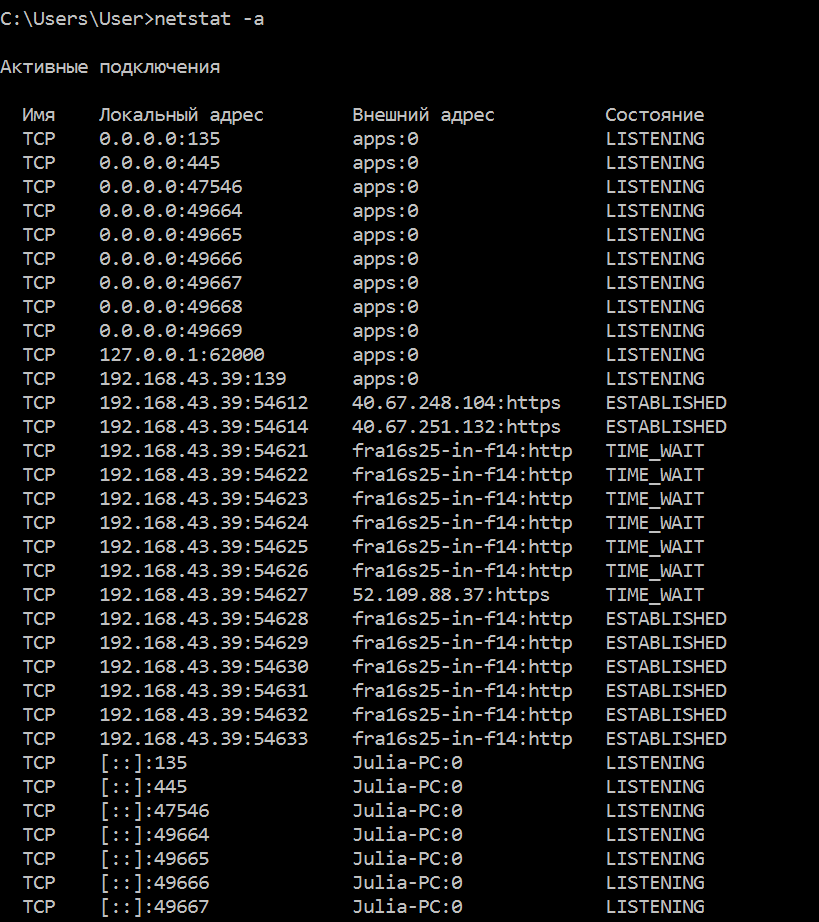 C:\Users\User>netstat -a
Активные подключения
Имя Локальный адрес Внешний адрес Состояние
TCP 0.0.0.0:135 apps:0 LISTENING
TCP 0.0.0.0:445 apps:0 LISTENING
TCP 0.0.0.0:47546 apps:0 LISTENING
TCP 0.0.0.0:49664 apps:0 LISTENING
TCP 0.0.0.0:49665 apps:0 LISTENING
TCP 0.0.0.0:49666 apps:0 LISTENING
TCP 0.0.0.0:49667 apps:0 LISTENING
TCP 0.0.0.0:49668 apps:0 LISTENING
TCP 0.0.0.0:49669 apps:0 LISTENING
TCP 127.0.0.1:62000 apps:0 LISTENING
TCP 192.168.43.39:139 apps:0 LISTENING
TCP 192.168.43.39:54612 40.67.248.104:https ESTABLISHED
TCP 192.168.43.39:54614 40.67.251.132:https ESTABLISHED
TCP 192.168.43.39:54621 fra16s25-in-f14:http TIME_WAIT
TCP 192.168.43.39:54622 fra16s25-in-f14:http TIME_WAIT
TCP 192.168.43.39:54623 fra16s25-in-f14:http TIME_WAIT
TCP 192.168.43.39:54624 fra16s25-in-f14:http TIME_WAIT
TCP 192.168.43.39:54625 fra16s25-in-f14:http TIME_WAIT
TCP 192.168.43.39:54626 fra16s25-in-f14:http TIME_WAIT
TCP 192.168.43.39:54627 52.109.88.37:https TIME_WAIT
TCP 192.168.43.39:54628 fra16s25-in-f14:http ESTABLISHED
TCP 192.168.43.39:54629 fra16s25-in-f14:http ESTABLISHED
TCP 192.168.43.39:54630 fra16s25-in-f14:http ESTABLISHED
TCP 192.168.43.39:54631 fra16s25-in-f14:http ESTABLISHED
TCP 192.168.43.39:54632 fra16s25-in-f14:http ESTABLISHED
TCP 192.168.43.39:54633 fra16s25-in-f14:http ESTABLISHED
TCP [::]:135 Julia-PC:0 LISTENING
TCP [::]:445 Julia-PC:0 LISTENING
TCP [::]:47546 Julia-PC:0 LISTENING
TCP [::]:49664 Julia-PC:0 LISTENING
TCP [::]:49665 Julia-PC:0 LISTENING
TCP [::]:49666 Julia-PC:0 LISTENING
TCP [::]:49667 Julia-PC:0 LISTENING